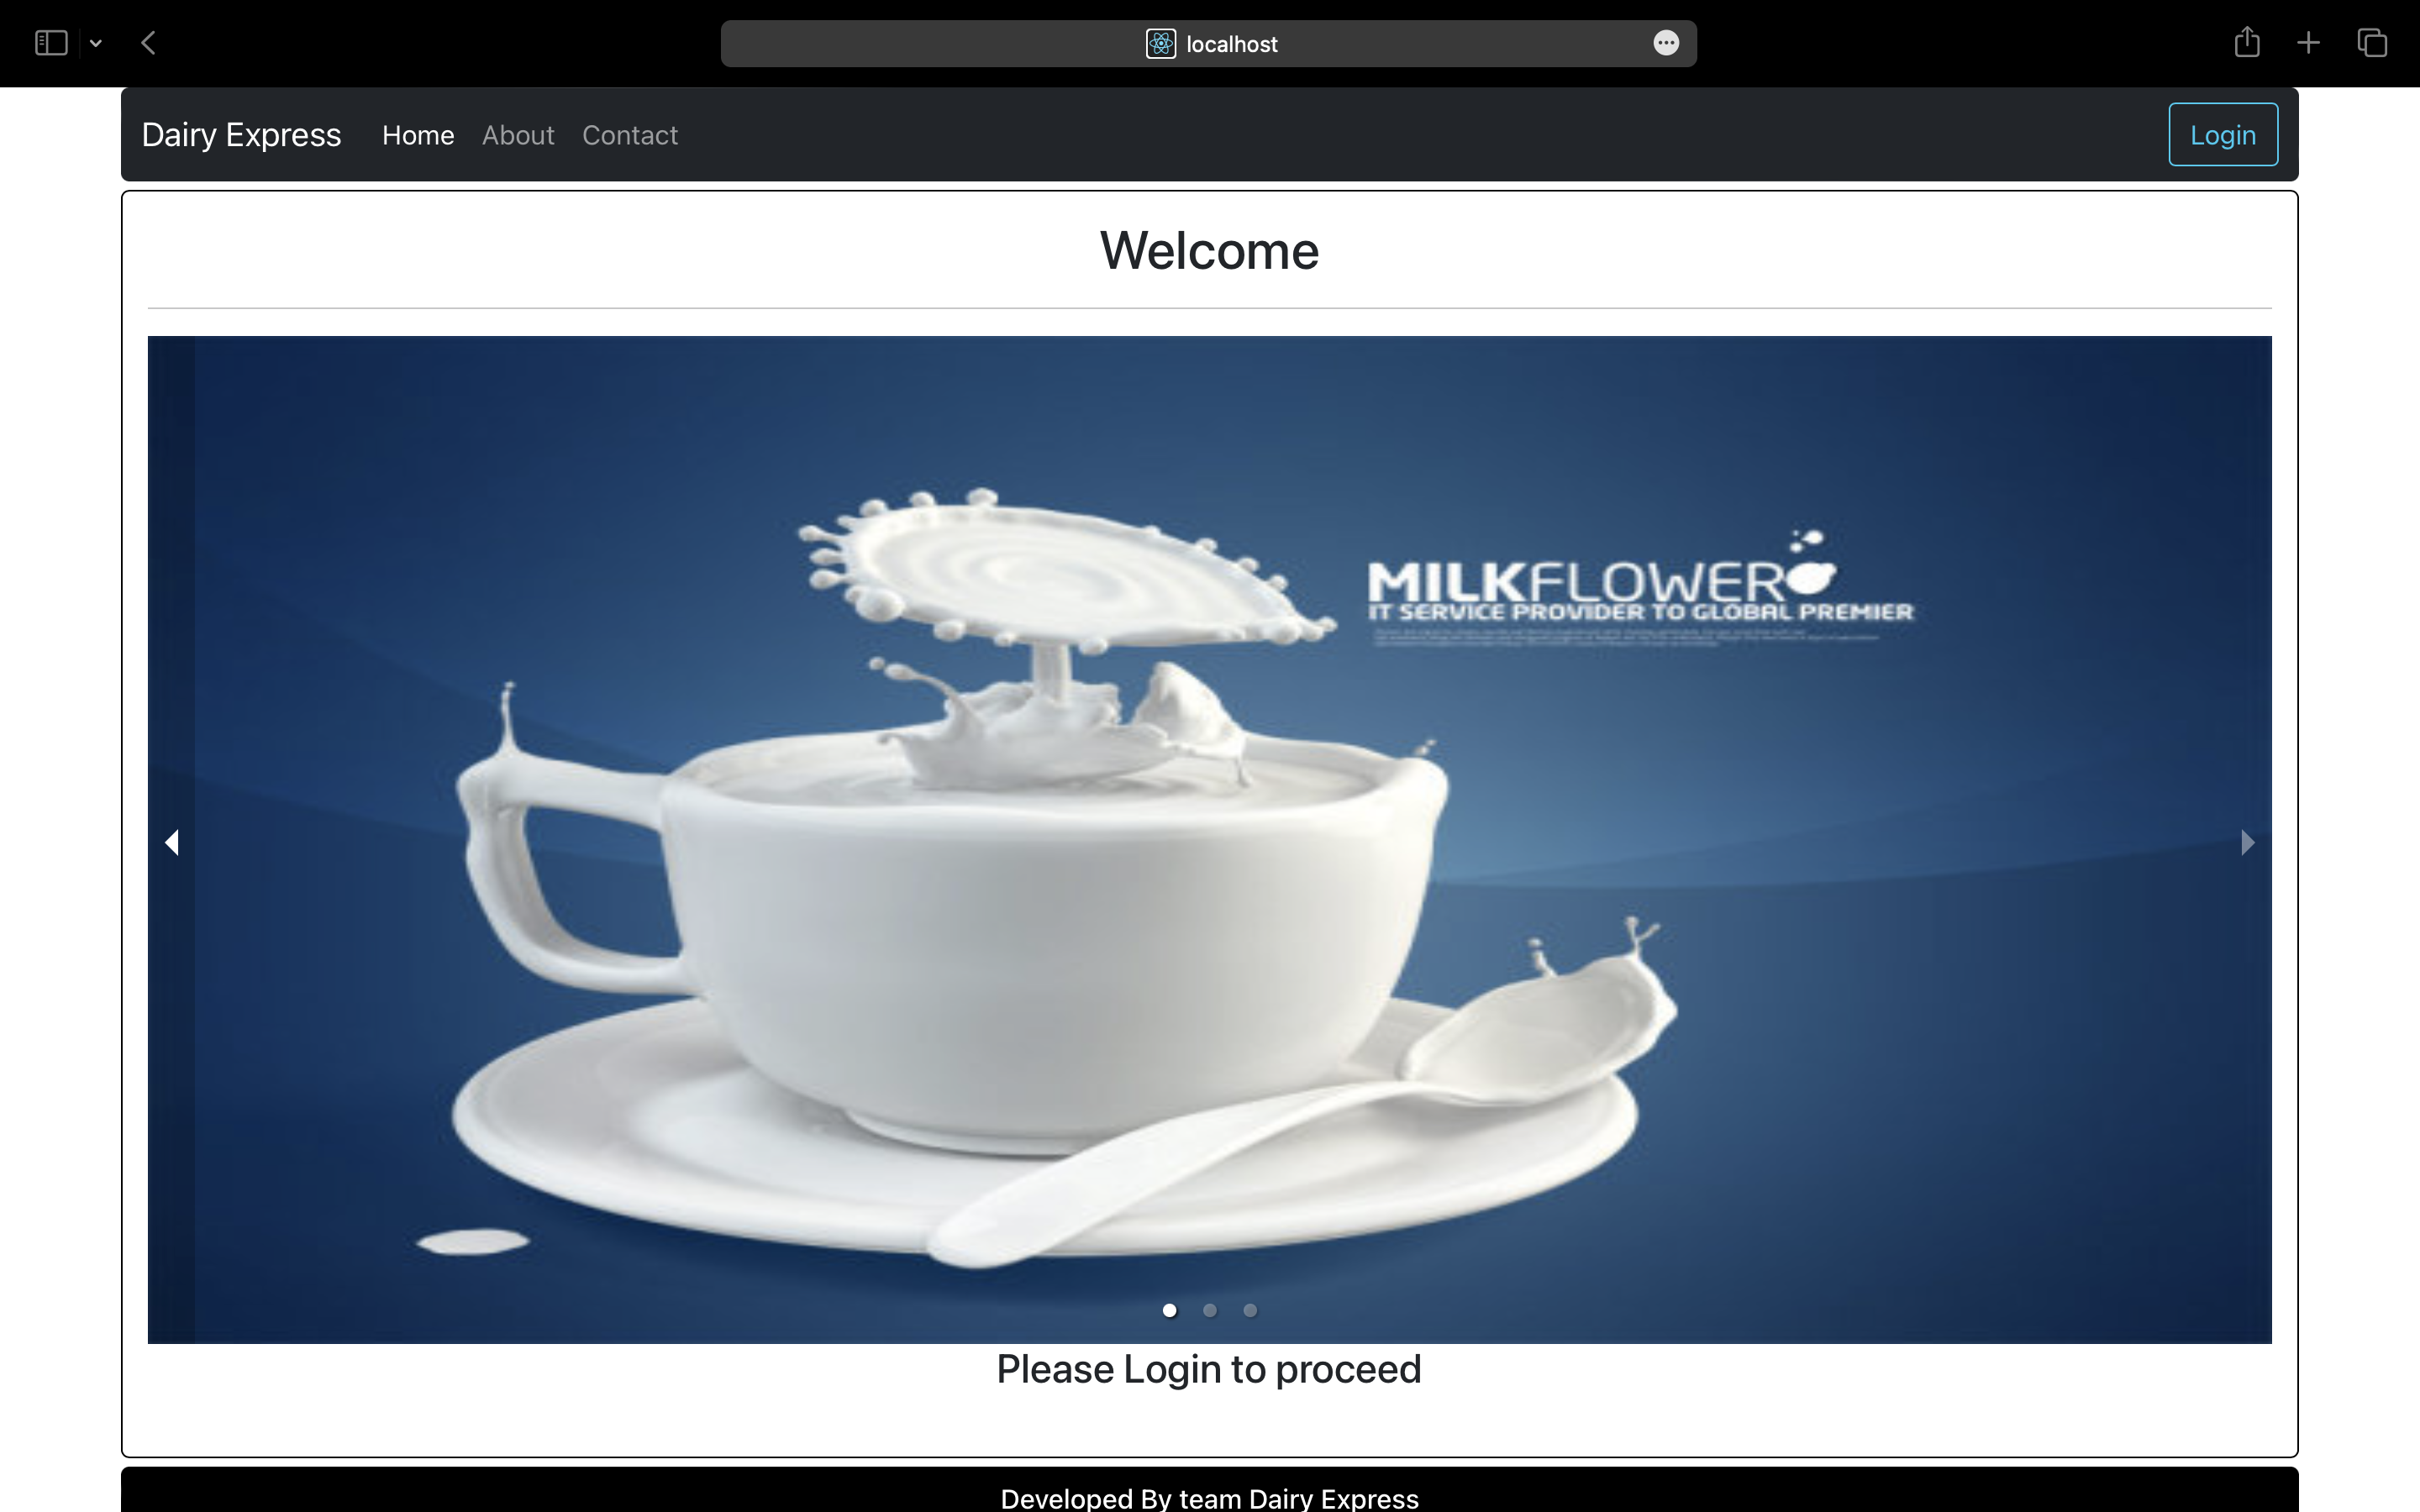 localhost
Dairy Express Home About Contact Login
Welcome
MILKFLOWER
IT SERVICE PROVIDER TO GLOBAL PREMIER
Please Login to proceed
Developed By team Dairy Express